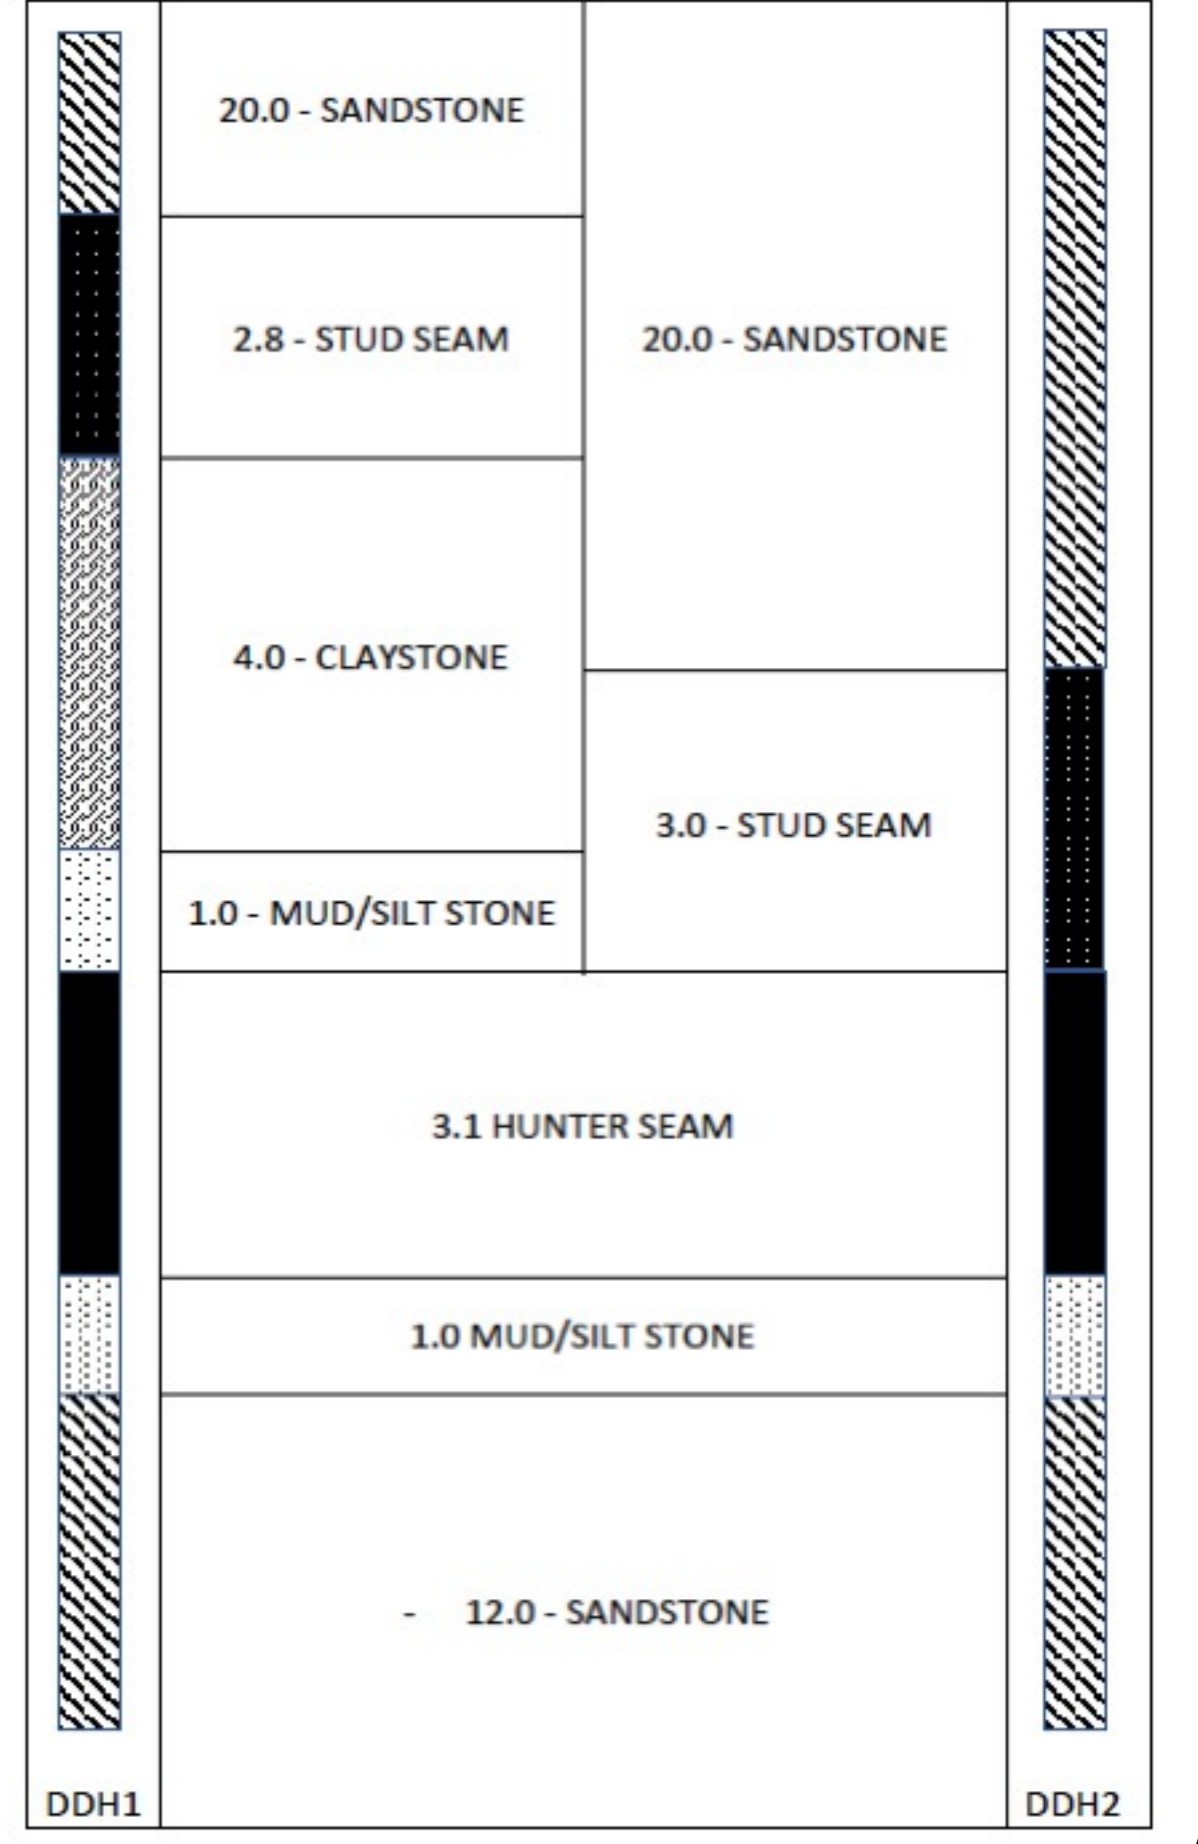 20.0 - SANDSTONE
2.8 - STUD SEAM
20.0 - SANDSTONE
4.0 - CLAYSTONE
3.0 - STUD SEAM
1.0 - MUD/SILT STONE
3.1 HUNTER SEAM
1.0 MUD/SILT STONE
- 12.0 - SANDSTONE
DDH1
DDH2